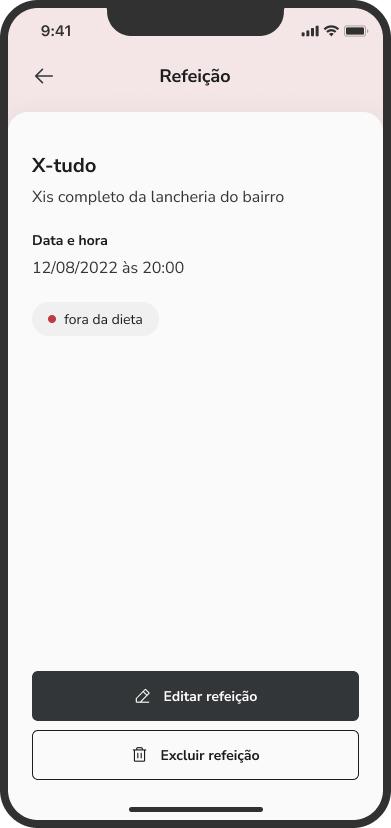 9:41
Refeição
X-tudo
Xis completo da lancheria do bairro
Data e hora
12/08/2022 às 20:00
fora da dieta
Editar refeição
Excluir refeição